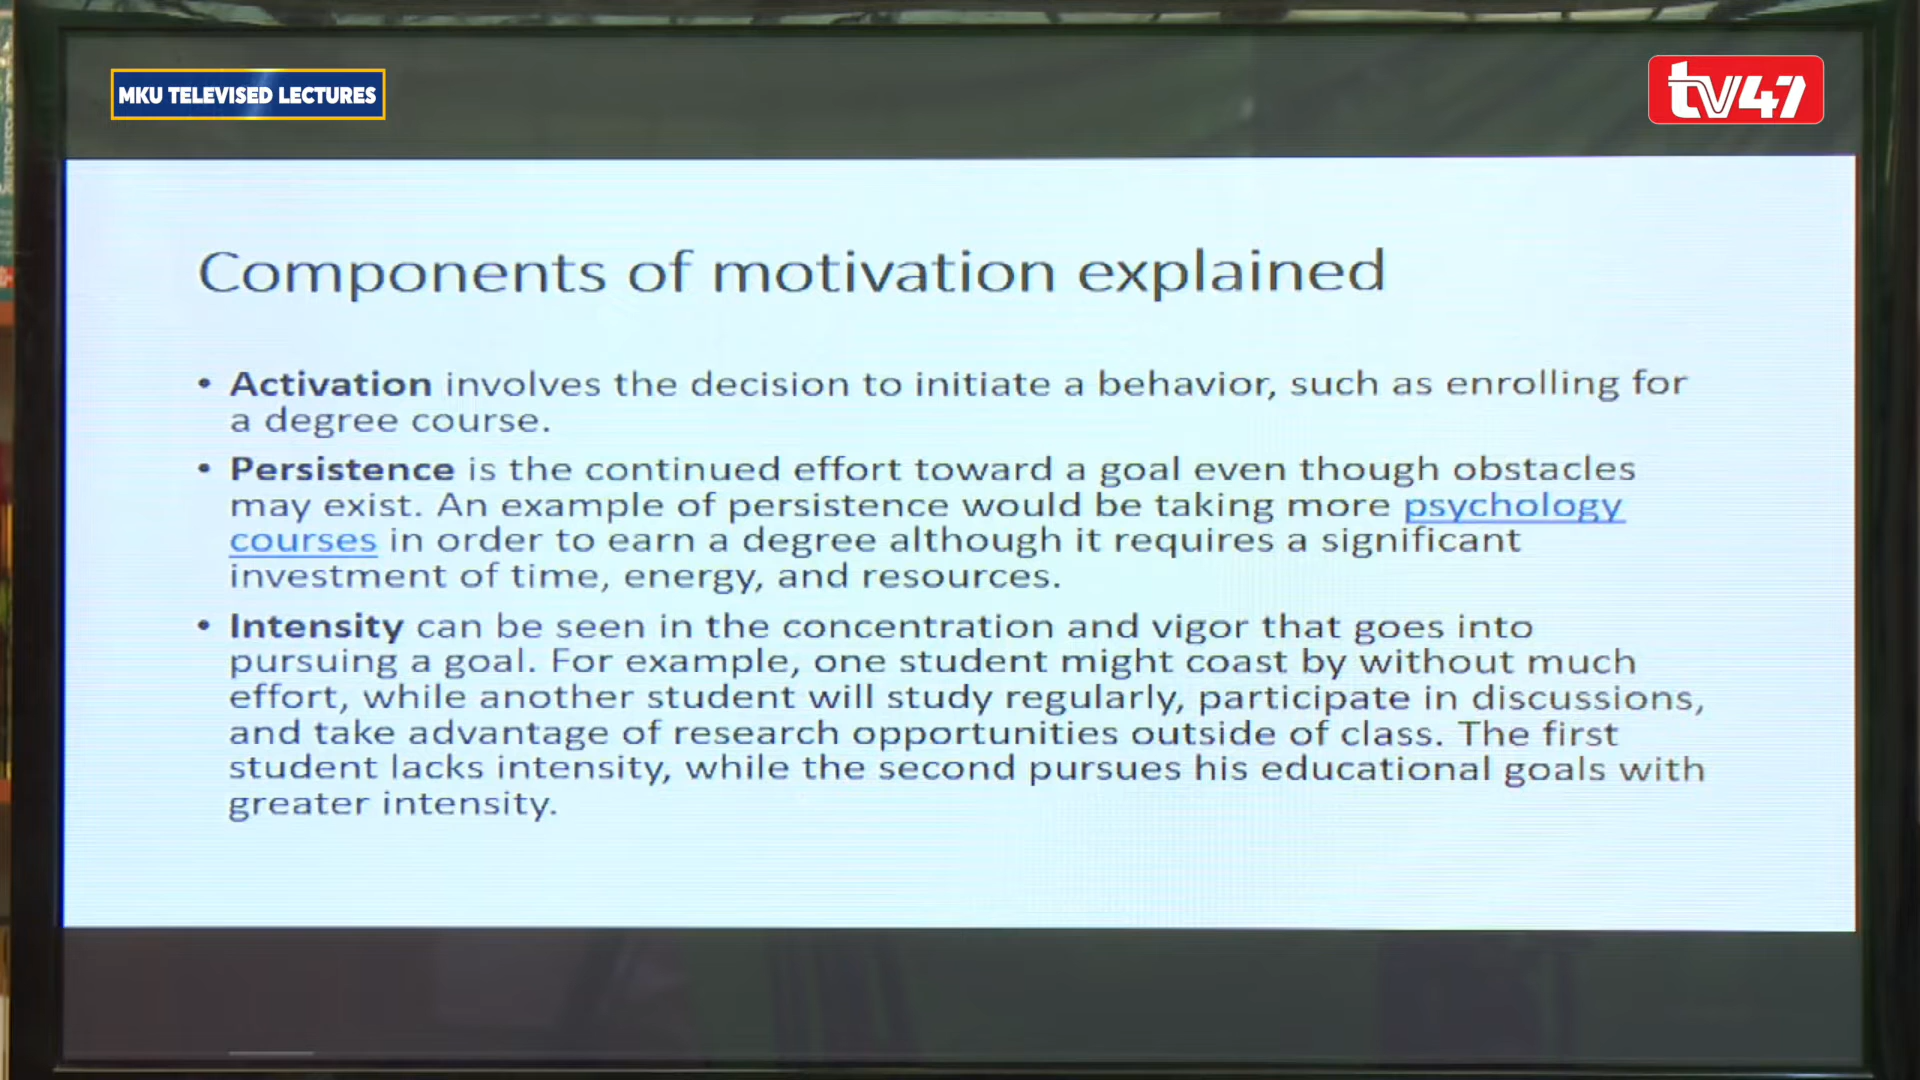 MKU TELEVISED LECTURES
tv47
Components of motivation explained
• Activation involves the decision to initiate a behavior, such as enrolling for
a degree course.
• Persistence is the continued effort toward a goal even though obstacles
may exist. An example of persistence would be taking more psychology
courses in order to earn a degree although it requires a significant
investment of time, energy, and resources.
• Intensity can be seen in the concentration and vigor that goes into
pursuing a goal. For example, one student might coast by without much
effort, while another student will study regularly, participate in discussions,
and take advantage of research opportunities outside of class. The first
student lacks intensity, while the second pursues his educational goals with
greater intensity.